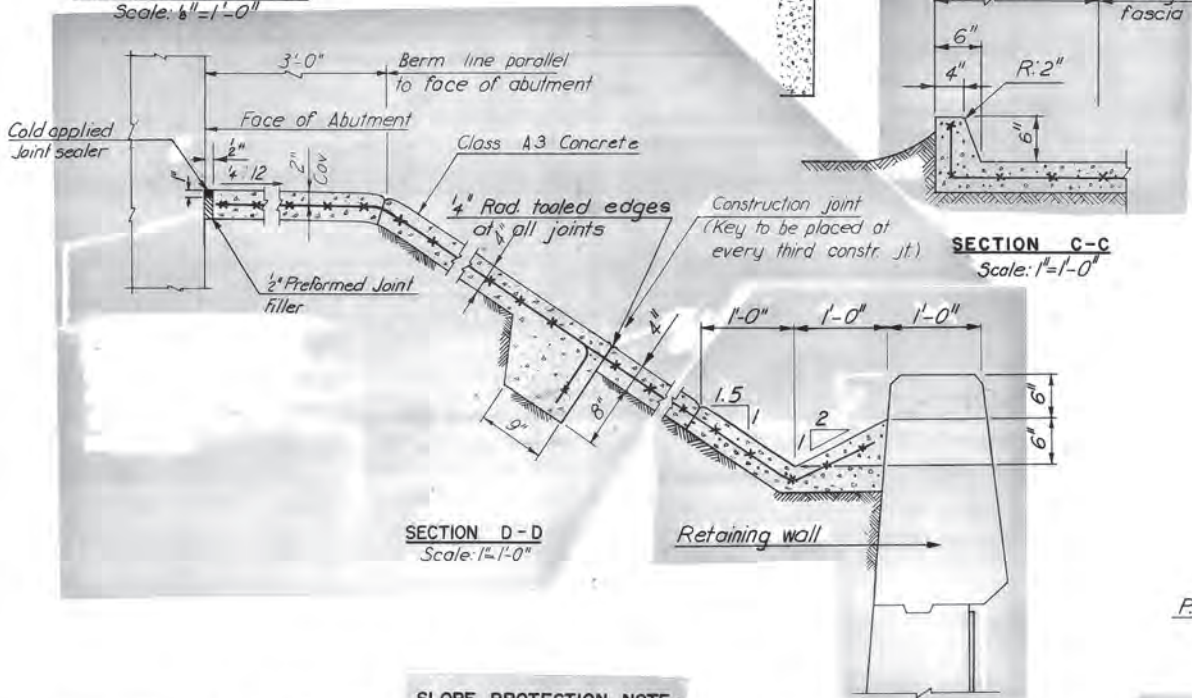 Scale: 1/8"=1'-0"
3'-0"
Berm line parallel
to face of abutment
Face of Abutment
Cold applied
Joint sealer
1/2"
1/4 : 12
1"
2"
Cov
Class A3 Concrete
1/4" Rad. tooled edges
at all joints
4"
Construction joint
(Key to be placed at
every third constr. jt.)
1/2" Preformed Joint
Filler
4"
8"
9"
1'-0"
1'-0"
1'-0"
1.5
1
2
1
6"
6"
Retaining wall
SECTION D-D
Scale: 1"=1'-0"
fascia
6"
4"
R: 2"
6"
SECTION C-C
Scale: 1"=1'-0"
SLOPE PROTECTION NOTE